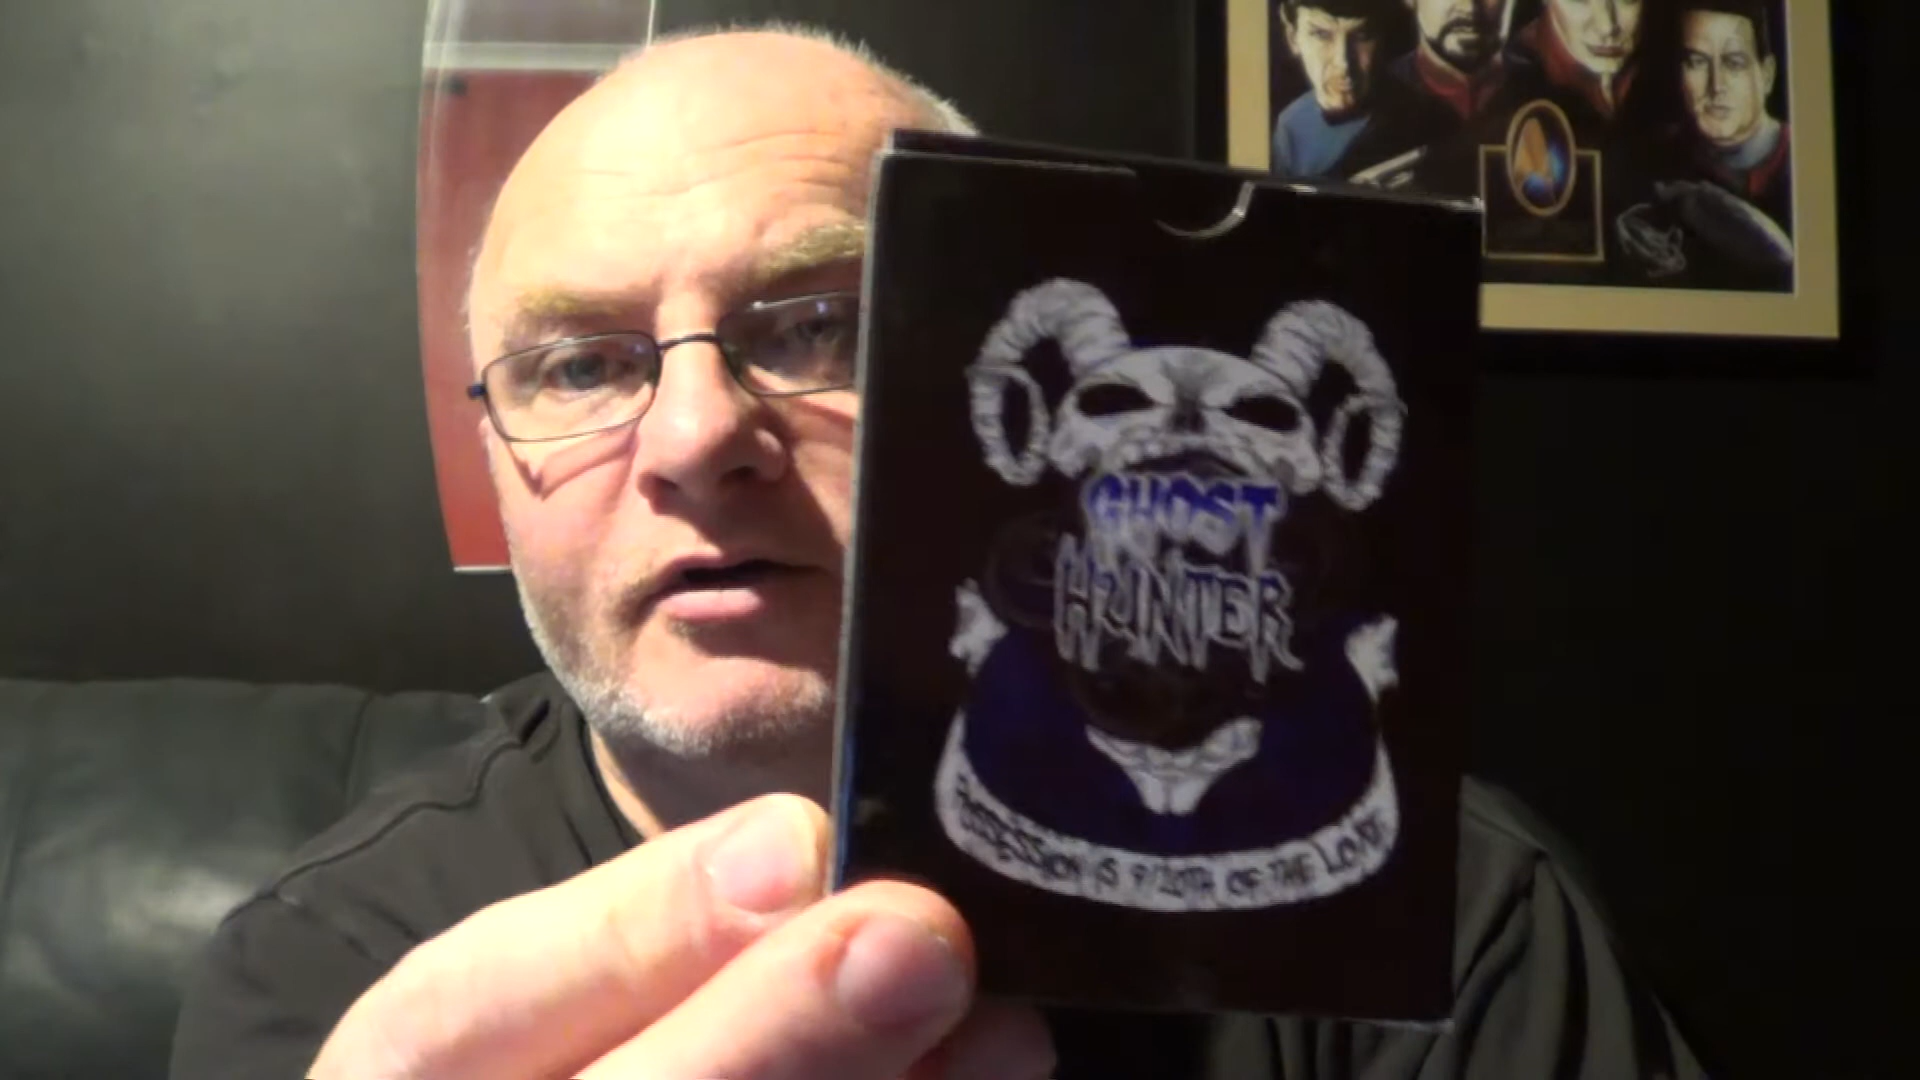 GHOST
HUNTER
POSSESSION IS 9/10TH OF THE LORE